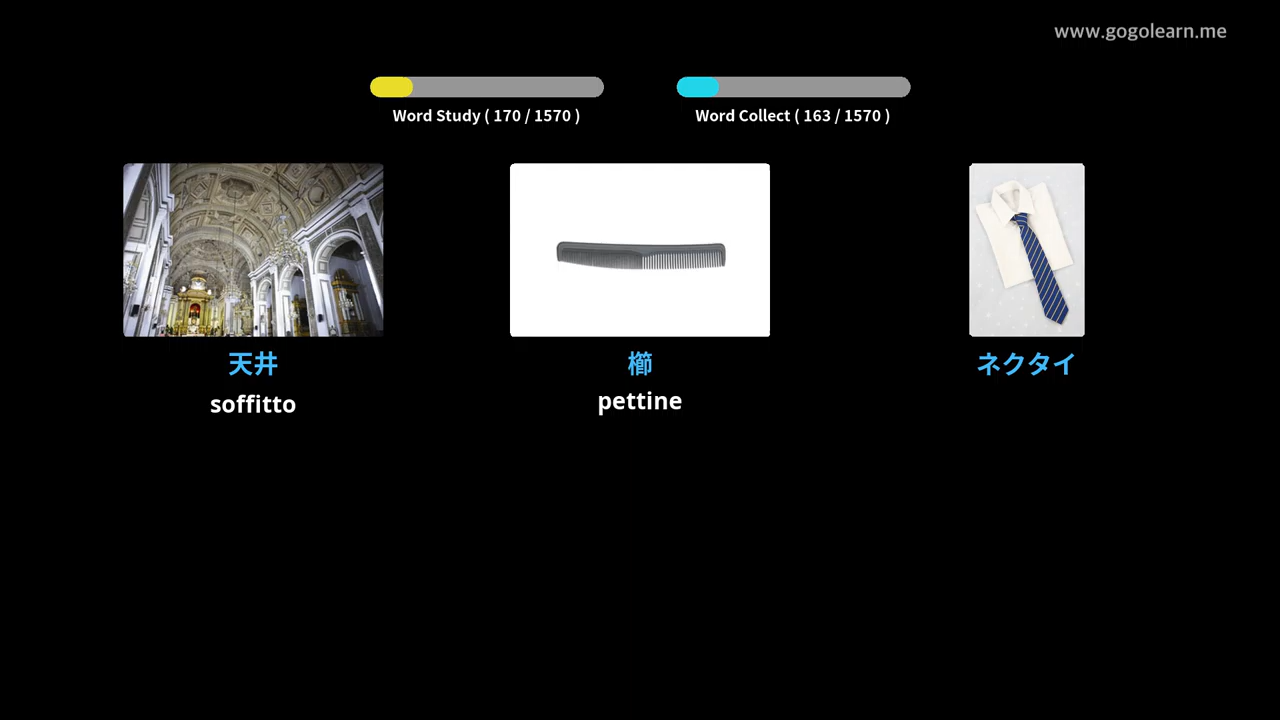 www.gogolearn.me
Word Study ( 170 / 1570 )
Word Collect ( 163 / 1570 )
天井
soffitto
櫛
pettine
ネクタイ